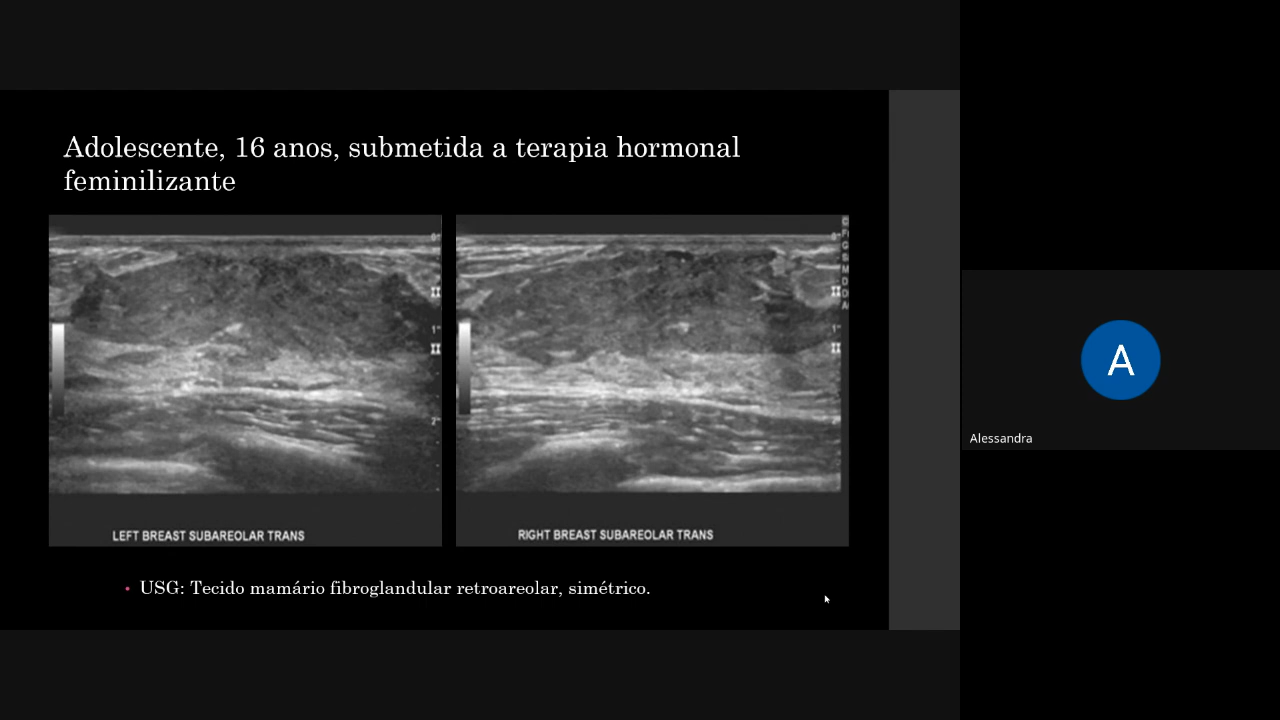 Adolescente, 16 anos, submetida a terapia hormonal
feminilizante
LEFT BREAST SUBAREOLAR TRANS
RIGHT BREAST SUBAREOLAR TRANS
• USG: Tecido mamário fibroglandular retroareolar, simétrico.
A
Alessandra